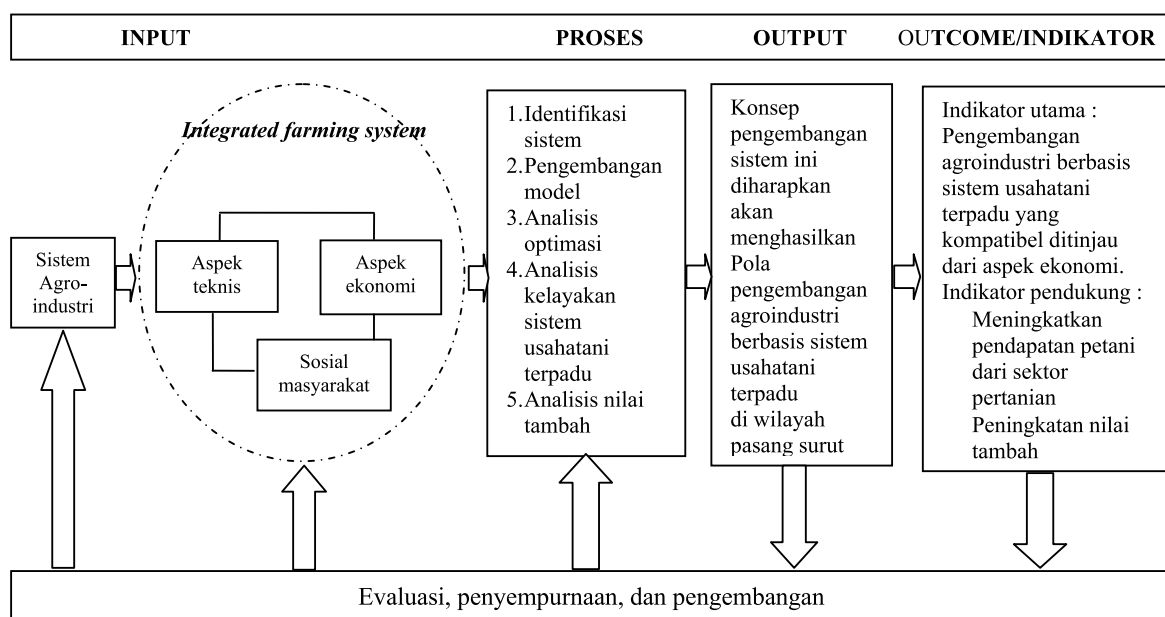 INPUT PROSES OUTPUT OUTCOME/INDIKATOR
Sistem
Agro-
industri
Integrated farming system
Aspek
teknis
Aspek
ekonomi
Sosial
masyarakat
1.Identifikasi
sistem
2.Pengembangan
model
3.Analisis
optimasi
4.Analisis
kelayakan
sistem
usahatani
terpadu
5.Analisis nilai
tambah
Konsep
pengembangan
sistem ini
diharapkan
akan
menghasilkan
Pola
pengembangan
agroindustri
berbasis sistem
usahatani
terpadu
di wilayah
pasang surut
Indikator utama :
Pengembangan
agroindustri berbasis
sistem usahatani
terpadu yang
kompatibel ditinjau
dari aspek ekonomi.
Indikator pendukung :
Meningkatkan
pendapatan petani
dari sektor
pertanian
Peningkatan nilai
tambah
Evaluasi, penyempurnaan, dan pengembangan